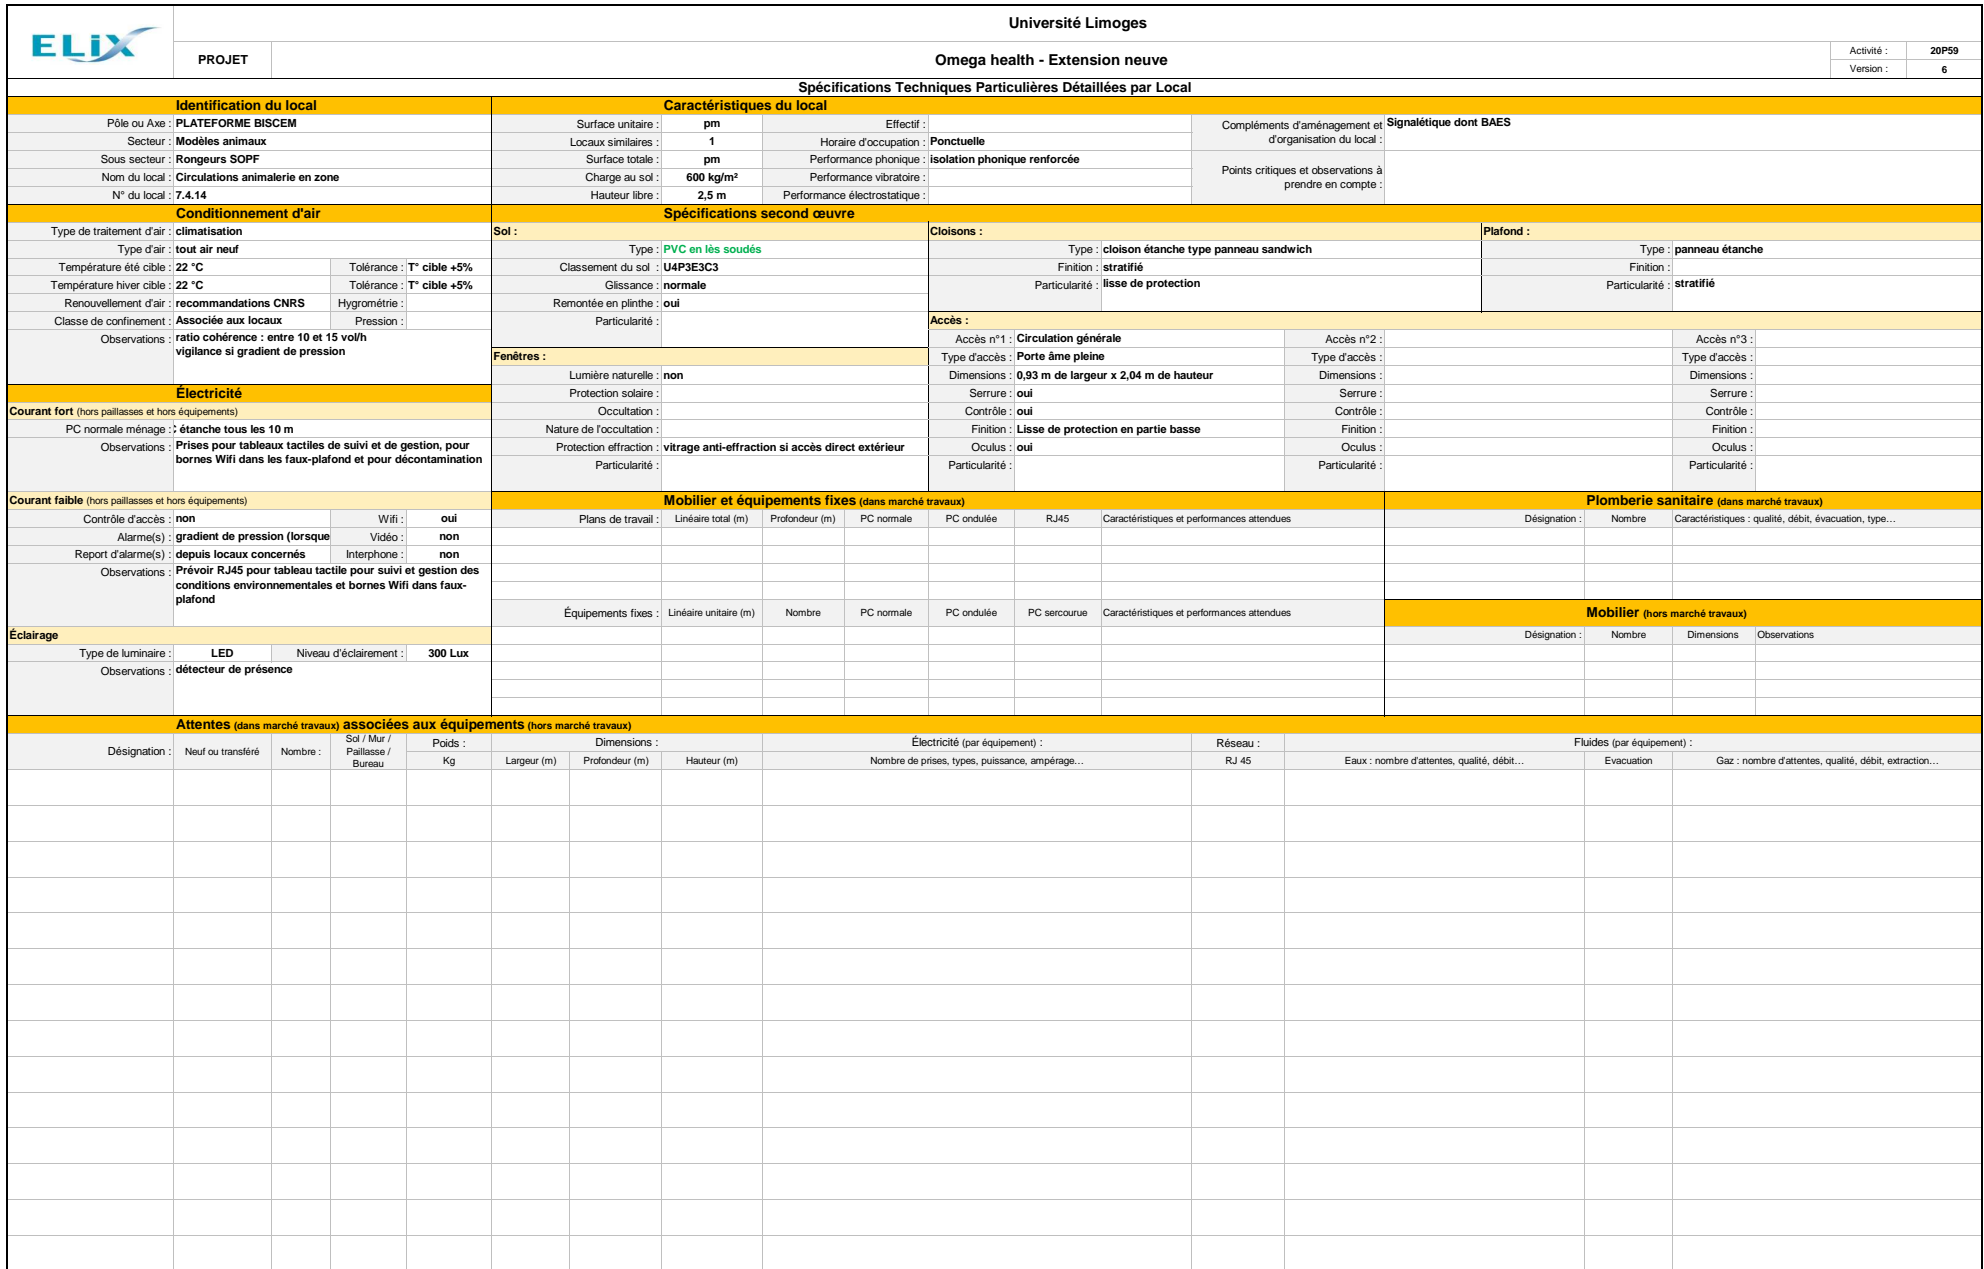 ELiX
Université Limoges
PROJET
Omega health - Extension neuve
Activité : 20P59
Version : 6
Spécifications Techniques Particulières Détaillées par Local
Identification du local
Pôle ou Axe : PLATEFORME BISCEM
Secteur : Modèles animaux
Sous secteur : Rongeurs SOPF
Nom du local : Circulations animalerie en zone
N° du local : 7.4.14
Caractéristiques du local
Surface unitaire : pm Effectif :
Locaux similaires : 1 Horaire d'occupation : Ponctuelle
Surface totale : pm Performance phonique : isolation phonique renforcée
Charge au sol : 600 kg/m² Performance vibratoire :
Hauteur libre : 2,5 m Performance électrostatique :
Compléments d'aménagement et d'organisation du local : Signalétique dont BAES
Points critiques et observations à prendre en compte :
Conditionnement d'air
Type de traitement d'air : climatisation
Type d'air : tout air neuf
Température été cible : 22 °C Tolérance : T° cible +5%
Température hiver cible : 22 °C Tolérance : T° cible +5%
Renouvellement d'air : recommandations CNRS Hygrométrie :
Classe de confinement : Associée aux locaux Pression :
Observations : ratio cohérence : entre 10 et 15 vol/h
vigilance si gradient de pression
Spécifications second œuvre
Sol :
Type : PVC en lès soudés
Classement du sol : U4P3E3C3
Glissance : normale
Remontée en plinthe : oui
Particularité :
Cloisons :
Type : cloison étanche type panneau sandwich
Finition : stratifié
Particularité : lisse de protection
Plafond :
Type : panneau étanche
Finition :
Particularité : stratifié
Fenêtres :
Lumière naturelle : non
Protection solaire :
Occultation :
Nature de l'occultation :
Protection effraction : vitrage anti-effraction si accès direct extérieur
Particularité :
Accès :
Accès n°1 : Circulation générale Accès n°2 : Accès n°3 :
Type d'accès : Porte âme pleine Type d'accès : Type d'accès :
Dimensions : 0,93 m de largeur x 2,04 m de hauteur Dimensions : Dimensions :
Serrure : oui Serrure : Serrure :
Contrôle : oui Contrôle : Contrôle :
Finition : Lisse de protection en partie basse Finition : Finition :
Oculus : oui Oculus : Oculus :
Particularité : Particularité : Particularité :
Électricité
Courant fort (hors paillasses et hors équipements)
PC normale ménage : étanche tous les 10 m
Observations : Prises pour tableaux tactiles de suivi et de gestion, pour
bornes Wifi dans les faux-plafond et pour décontamination
Courant faible (hors paillasses et hors équipements)
Contrôle d'accès : non Wifi : oui
Alarme(s) : gradient de pression (lorsque Vidéo : non
Report d'alarme(s) : depuis locaux concernés Interphone : non
Observations : Prévoir RJ45 pour tableau tactile pour suivi et gestion des
conditions environnementales et bornes Wifi dans faux-
plafond
Éclairage
Type de luminaire : LED Niveau d'éclairement : 300 Lux
Observations : détecteur de présence
Mobilier et équipements fixes (dans marché travaux)
Plans de travail : Linéaire total (m) Profondeur (m) PC normale PC ondulée RJ45 Caractéristiques et performances attendues
Équipements fixes : Linéaire unitaire (m) Nombre PC normale PC ondulée PC sercourue Caractéristiques et performances attendues
Plomberie sanitaire (dans marché travaux)
Désignation : Nombre Caractéristiques : qualité, débit, évacuation, type…
Mobilier (hors marché travaux)
Désignation : Nombre Dimensions Observations
Attentes (dans marché travaux) associées aux équipements (hors marché travaux)
Désignation : Neuf ou transféré Nombre : Sol / Mur / Paillasse / Bureau Poids : Dimensions : Électricité (par équipement) : Réseau : Fluides (par équipement) :
Kg Largeur (m) Profondeur (m) Hauteur (m) Nombre de prises, types, puissance, ampérage… RJ 45 Eaux : nombre d'attentes, qualité, débit… Evacuation Gaz : nombre d'attentes, qualité, débit, extraction…